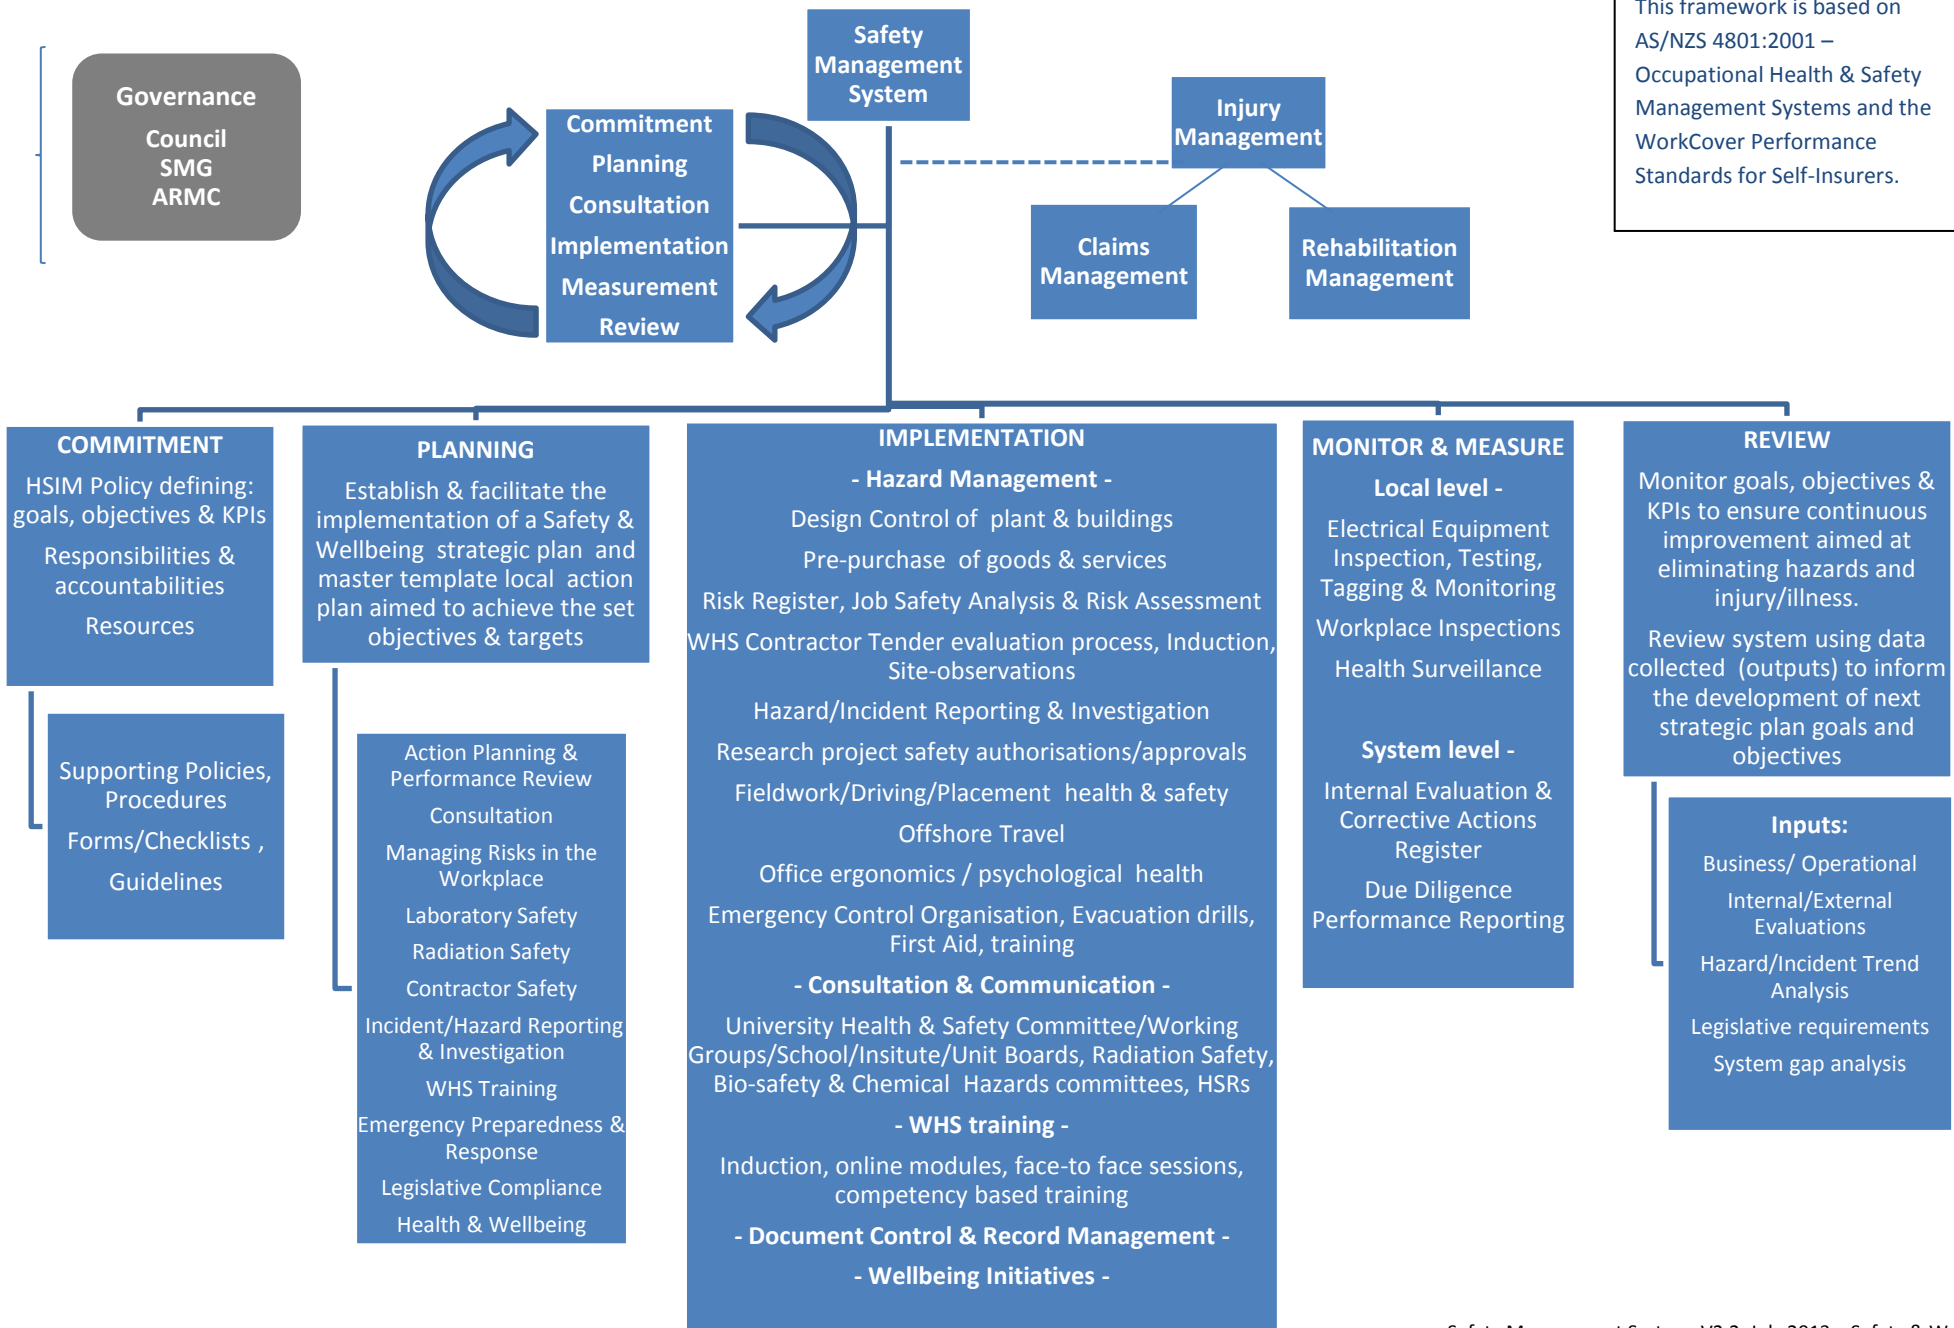 This framework is based on
AS/NZS 4801:2001 –
Occupational Health & Safety
Management Systems and the
WorkCover Performance
Standards for Self-Insurers.
Governance
Council
SMG
ARMC
Safety
Management
System
Commitment
Planning
Consultation
Implementation
Measurement
Review
Injury
Management
Claims
Management
Rehabilitation
Management
COMMITMENT
HSIM Policy defining:
goals, objectives & KPIs
Responsibilities &
accountabilities
Resources
Supporting Policies,
Procedures
Forms/Checklists ,
Guidelines
PLANNING
Establish & facilitate the
implementation of a Safety &
Wellbeing strategic plan and
master template local action
plan aimed to achieve the set
objectives & targets
Action Planning &
Performance Review
Consultation
Managing Risks in the
Workplace
Laboratory Safety
Radiation Safety
Contractor Safety
Incident/Hazard Reporting
& Investigation
WHS Training
Emergency Preparedness &
Response
Legislative Compliance
Health & Wellbeing
IMPLEMENTATION
- Hazard Management -
Design Control of plant & buildings
Pre-purchase of goods & services
Risk Register, Job Safety Analysis & Risk Assessment
WHS Contractor Tender evaluation process, Induction,
Site-observations
Hazard/Incident Reporting & Investigation
Research project safety authorisations/approvals
Fieldwork/Driving/Placement health & safety
Offshore Travel
Office ergonomics / psychological health
Emergency Control Organisation, Evacuation drills,
First Aid, training
- Consultation & Communication -
University Health & Safety Committee/Working
Groups/School/Insitute/Unit Boards, Radiation Safety,
Bio-safety & Chemical Hazards committees, HSRs
- WHS training -
Induction, online modules, face-to face sessions,
competency based training
- Document Control & Record Management -
- Wellbeing Initiatives -
MONITOR & MEASURE
Local level -
Electrical Equipment
Inspection, Testing,
Tagging & Monitoring
Workplace Inspections
Health Surveillance
System level -
Internal Evaluation &
Corrective Actions
Register
Due Diligence
Performance Reporting
REVIEW
Monitor goals, objectives &
KPIs to ensure continuous
improvement aimed at
eliminating hazards and
injury/illness.
Review system using data
collected (outputs) to inform
the development of next
strategic plan goals and
objectives
Inputs:
Business/ Operational
Internal/External
Evaluations
Hazard/Incident Trend
Analysis
Legislative requirements
System gap analysis